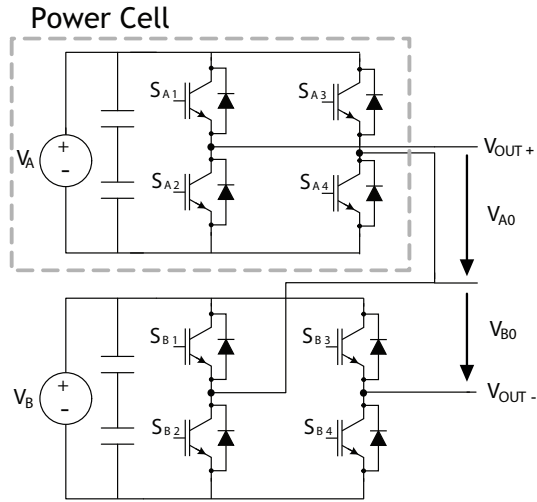 Power Cell
SA1
SA3
VOUT +
+
VA
-
SA2
SA4
VA0
SB1
SB3
VB0
+
VB
-
VOUT -
SB2
SB4